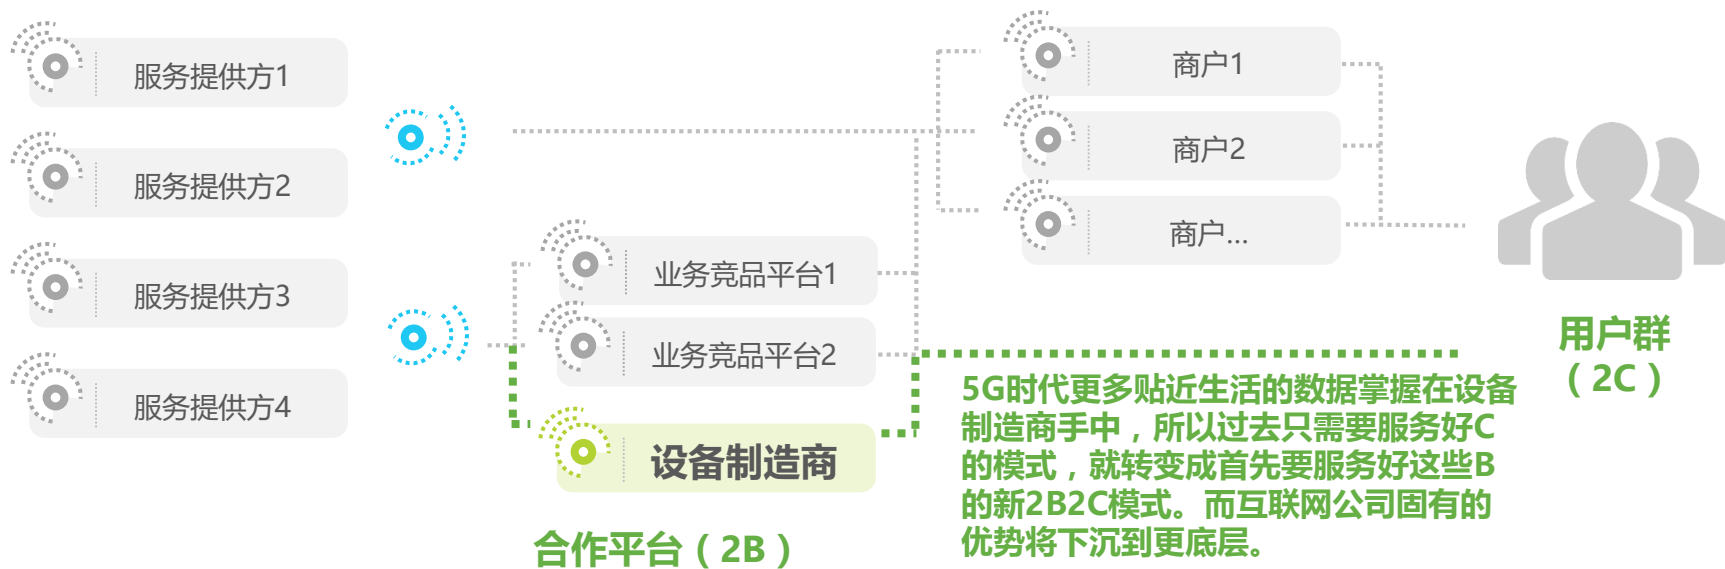 服务提供方1
服务提供方2
服务提供方3
服务提供方4
业务竞品平台1
业务竞品平台2
设备制造商
合作平台（2B）
商户1
商户2
商户...
用户群
（2C）
5G时代更多贴近生活的数据掌握在设备
制造商手中，所以过去只需要服务好C
的模式，就转变成首先要服务好这些B
的新2B2C模式。而互联网公司固有的
优势将下沉到更底层。